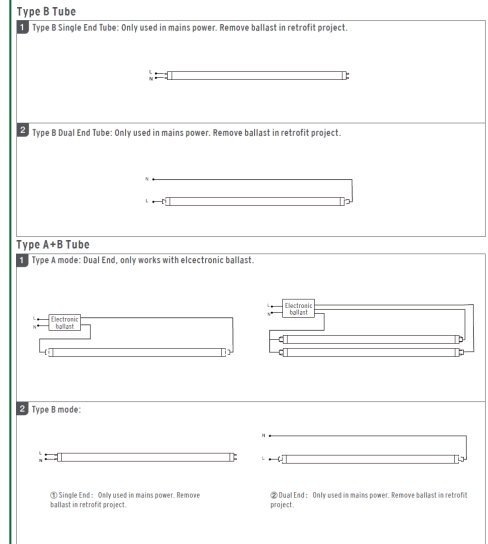 Type B Tube
1 Type B Single End Tube: Only used in mains power. Remove ballast in retrofit project.
L
N
2 Type B Dual End Tube: Only used in mains power. Remove ballast in retrofit project.
N
L
Type A+B Tube
1 Type A mode: Dual End, only works with elcectronic ballast.
L
N
Electronic
ballast
L
N
Electronic
ballast
2 Type B mode:
L
N
N
L
① Single End: Only used in mains power. Remove
ballast in retrofit project.
② Dual End: Only used in mains power. Remove ballast in retrofit
project.